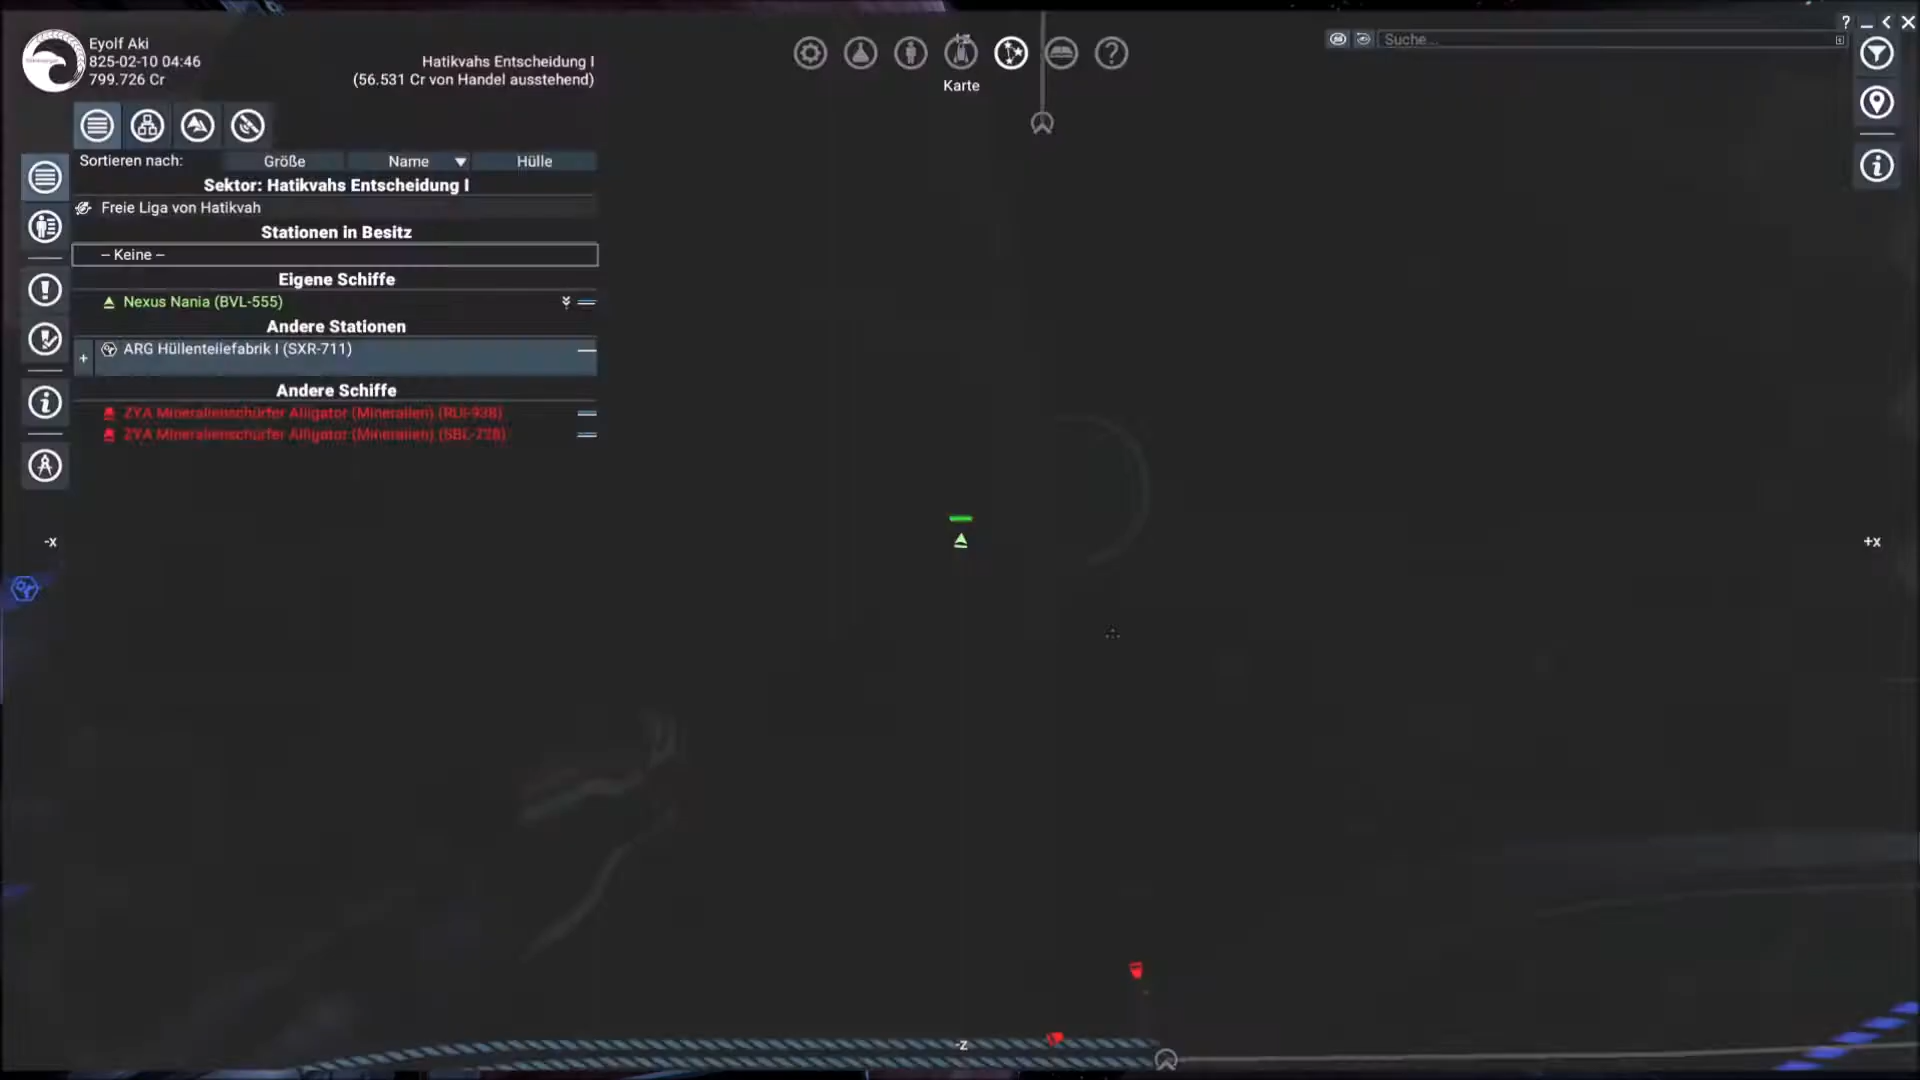 Eyolf Aki
825-02-10 04:46
799.726 Cr
Hatikvahs Entscheidung I
(56.531 Cr von Handel ausstehend)
Karte
?
Suche...
Sortieren nach:
Größe
Name
Hülle
Sektor: Hatikvahs Entscheidung I
Freie Liga von Hatikvah
Stationen in Besitz
– Keine –
Eigene Schiffe
Nexus Nania (BVL-555)
Andere Stationen
+
ARG Hüllenteilefabrik I (SXR-711)
Andere Schiffe
ZYA Mineralienschürfer Alligator (Mineralien)
ZYA Mineralienschürfer Alligator (Mineralien)
-x
+x
-z